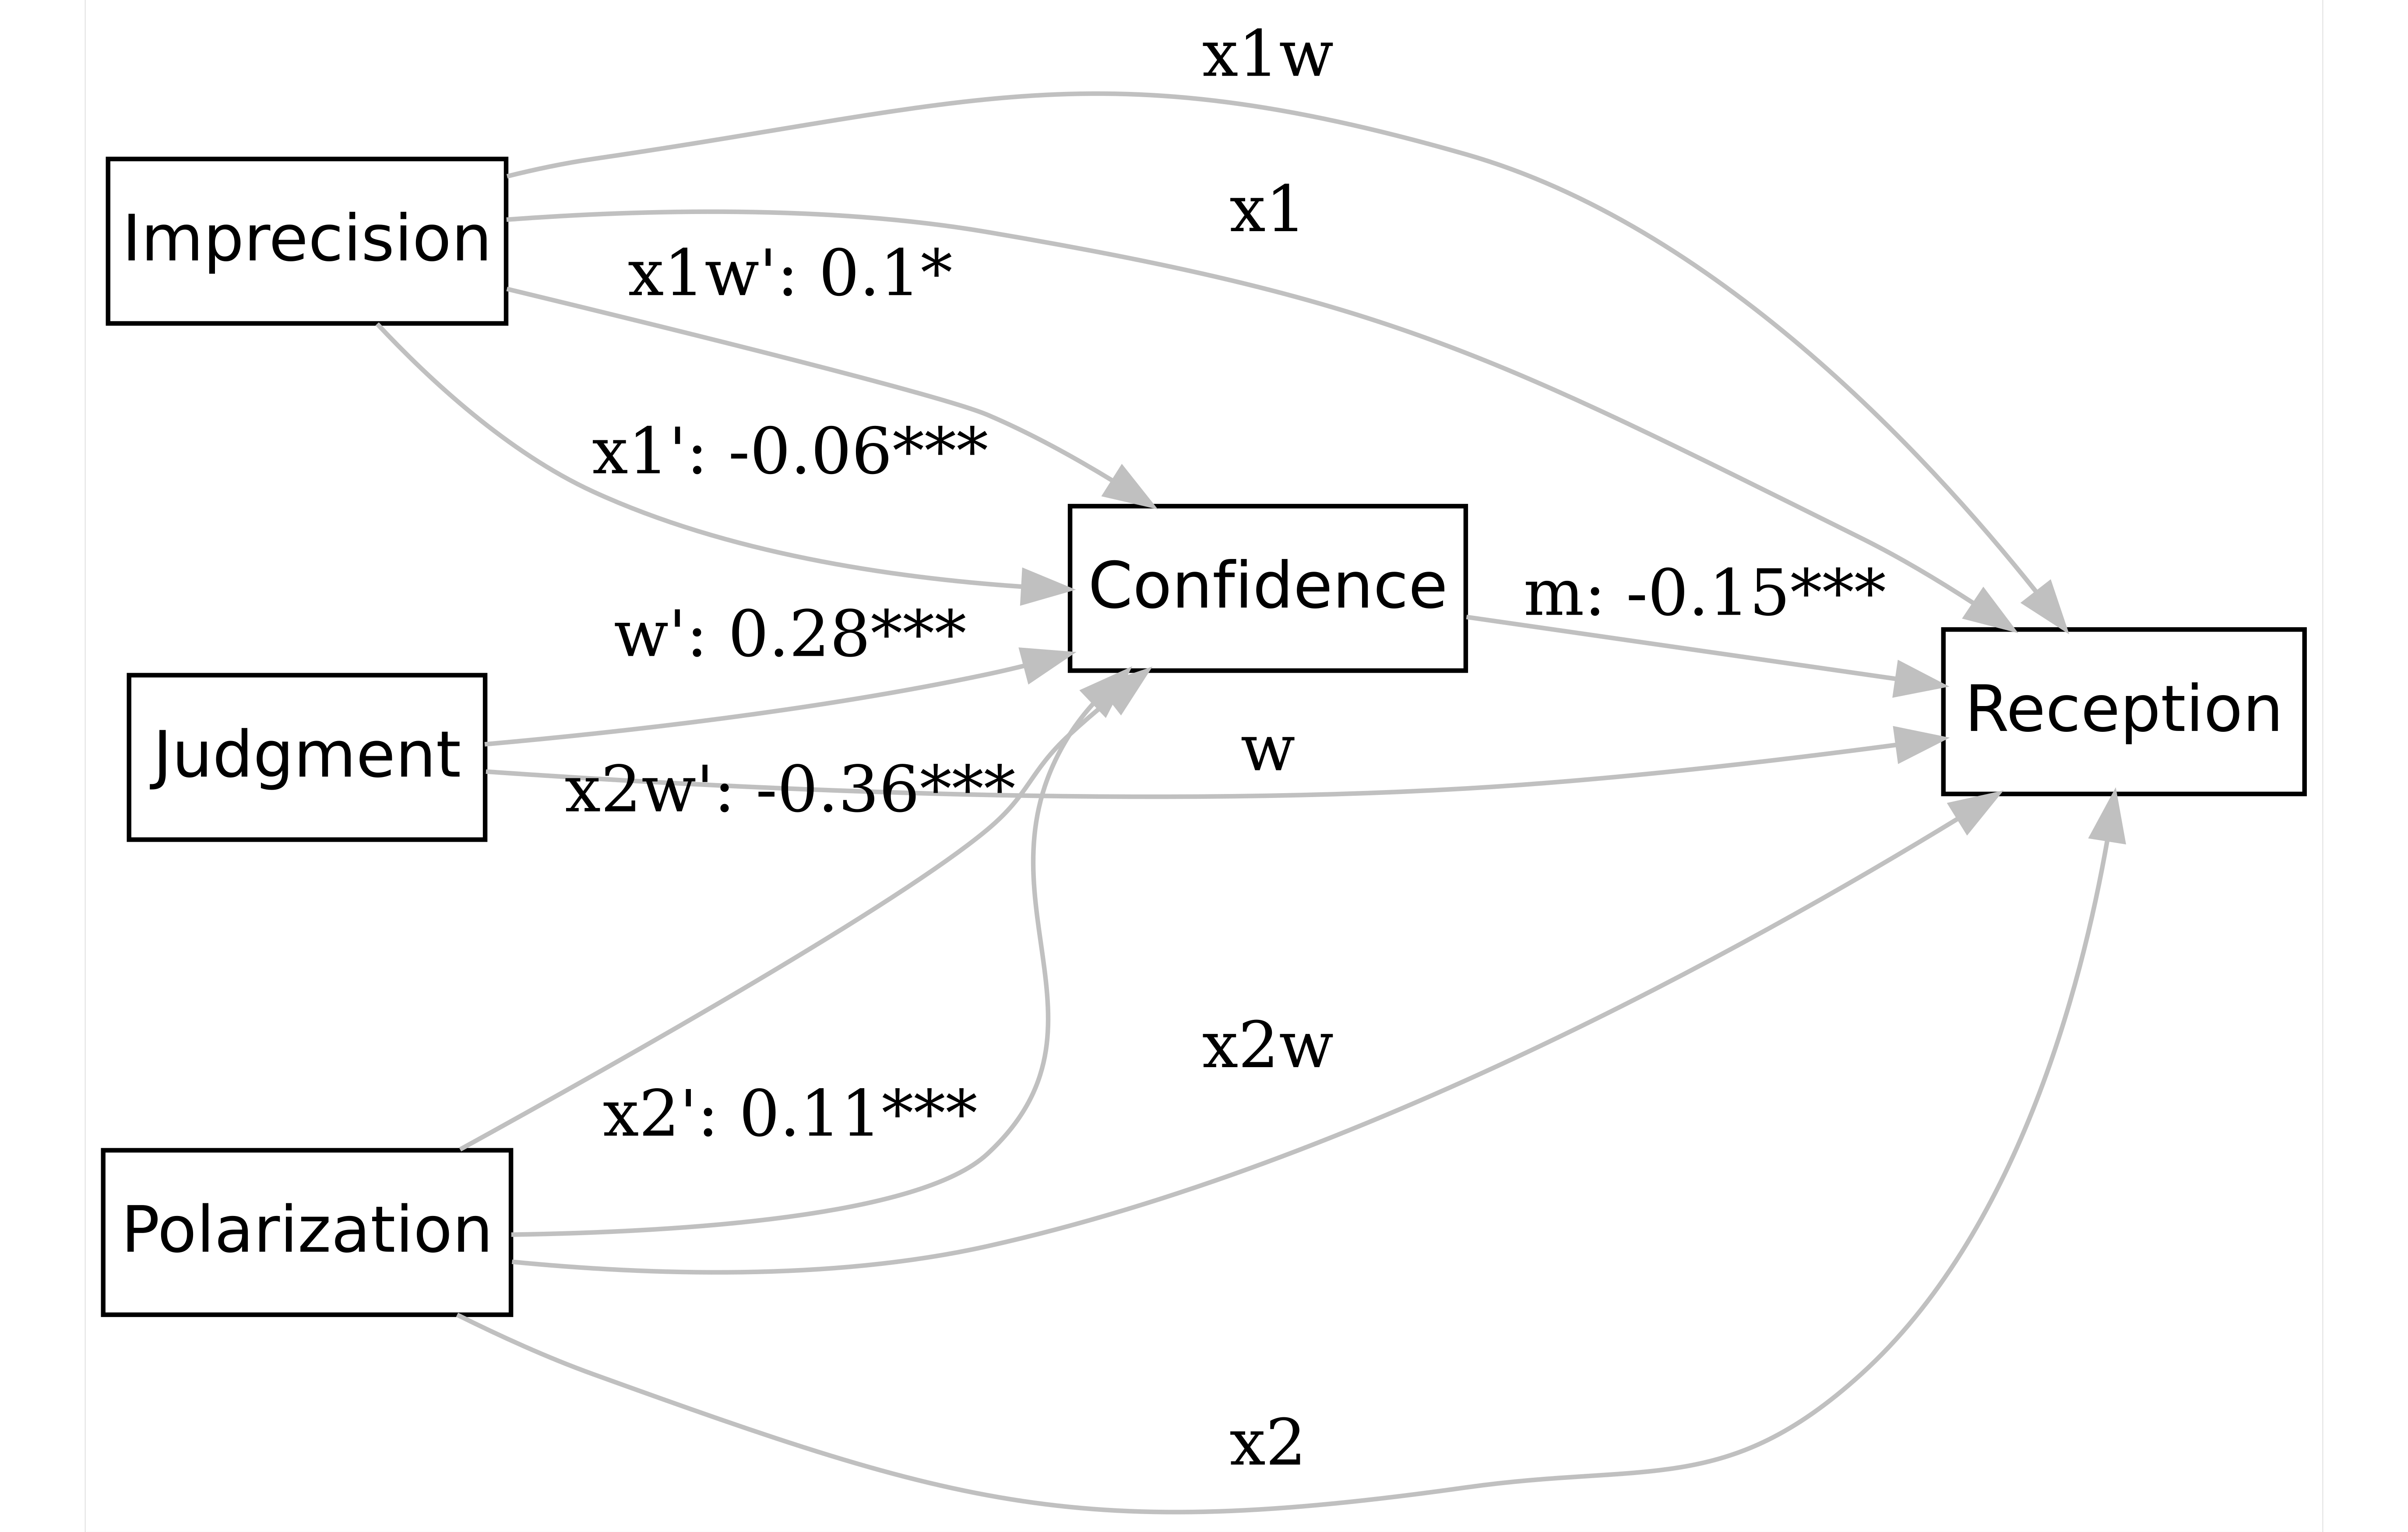 x1w
Imprecision
x1
x1w': 0.1*
x1': -0.06***
Confidence
m: -0.15***
w': 0.28***
Reception
Judgment
w
x2w': -0.36***
x2w
x2': 0.11***
Polarization
x2